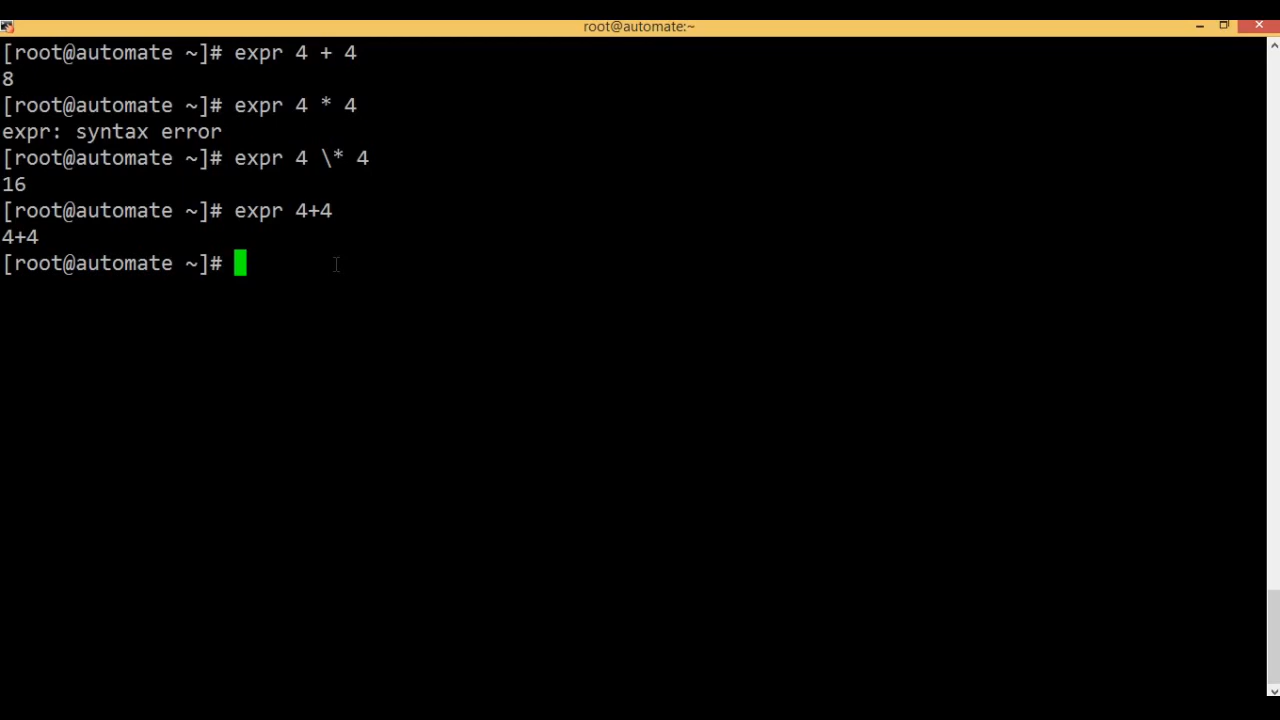 root@automate:~
[root@automate ~]# expr 4 + 4
8
[root@automate ~]# expr 4 * 4
expr: syntax error
[root@automate ~]# expr 4 \* 4
16
[root@automate ~]# expr 4+4
4+4
[root@automate ~]#